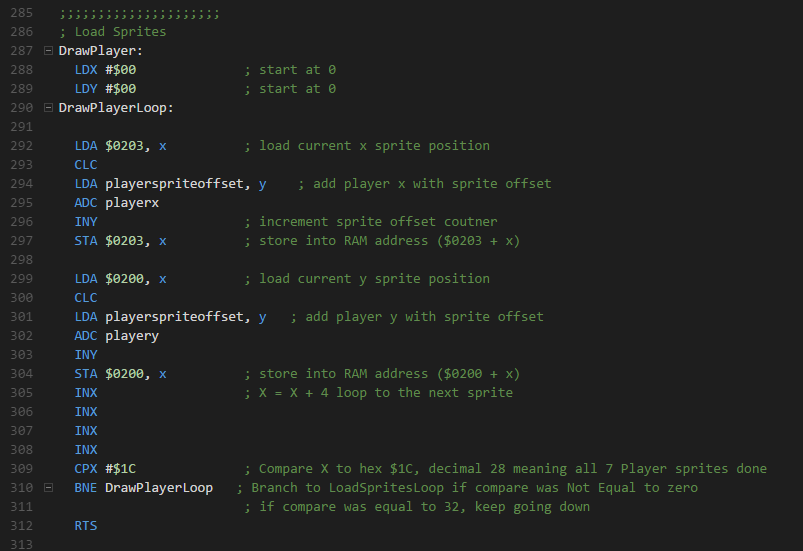 285 ;;;;;;;;;;;;;;;;;;;;;
286 ; Load Sprites
287 DrawPlayer:
288 LDX #$00 ; start at 0
289 LDY #$00 ; start at 0
290 DrawPlayerLoop:
291
292 LDA $0203, x ; load current x sprite position
293 CLC
294 LDA playerspriteoffset, y ; add player x with sprite offset
295 ADC playerx
296 INY ; increment sprite offset coutner
297 STA $0203, x ; store into RAM address ($0203 + x)
298
299 LDA $0200, x ; load current y sprite position
300 CLC
301 LDA playerspriteoffset, y ; add player y with sprite offset
302 ADC playery
303 INY
304 STA $0200, x ; store into RAM address ($0200 + x)
305 INX ; X = X + 4 loop to the next sprite
306 INX
307 INX
308 INX
309 CPX #$1C ; Compare X to hex $1C, decimal 28 meaning all 7 Player sprites done
310 BNE DrawPlayerLoop ; Branch to LoadSpritesLoop if compare was Not Equal to zero
311 ; if compare was equal to 32, keep going down
312 RTS
313